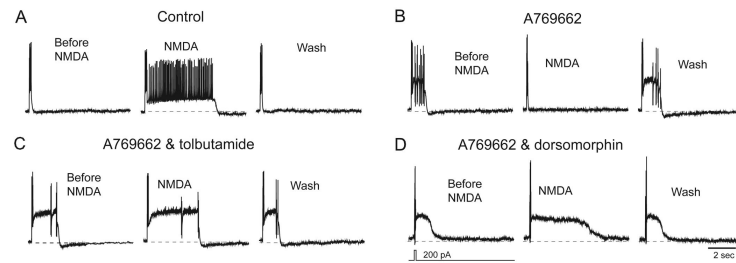 A
Control
Before
NMDA
NMDA
Wash
B
A769662
Before
NMDA
NMDA
Wash
C
A769662 & tolbutamide
Before
NMDA
NMDA
Wash
D
A769662 & dorsomorphin
Before
NMDA
NMDA
Wash
200 pA
2 sec